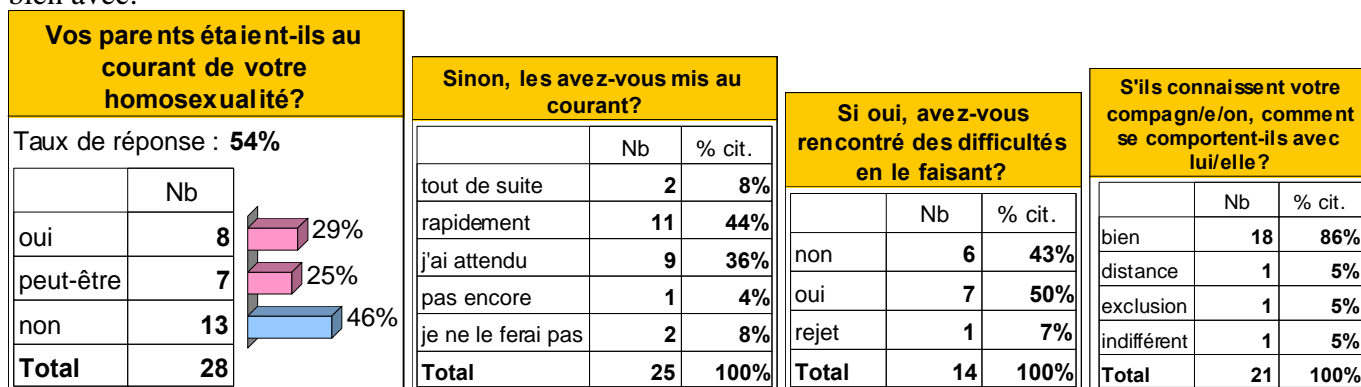 Vos parents étaient-ils au
courant de votre
homosexualité?
Taux de réponse : 54%
Nb
oui 8 29%
peut-être 7 25%
non 13 46%
Total 28
Sinon, les avez-vous mis au
courant?
Nb % cit.
tout de suite 2 8%
rapidement 11 44%
j'ai attendu 9 36%
pas encore 1 4%
je ne le ferai pas 2 8%
Total 25 100%
Si oui, avez-vous
rencontré des difficultés
en le faisant?
Nb % cit.
non 6 43%
oui 7 50%
rejet 1 7%
Total 14 100%
S'ils connaissent votre
compagn/e/on, comment
se comportent-ils avec
lui/elle?
Nb % cit.
bien 18 86%
distance 1 5%
exclusion 1 5%
indifférent 1 5%
Total 21 100%